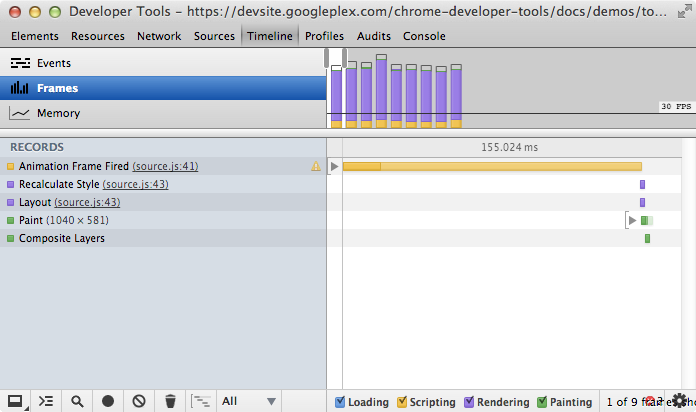 Developer Tools - https://devsite.googleplex.com/chrome-developer-tools/docs/demos/to...
Elements Resources Network Sources Timeline Profiles Audits Console
Events
Frames
Memory
30 FPS
RECORDS
155.024 ms
Animation Frame Fired (source.js:41)
Recalculate Style (source.js:43)
Layout (source.js:43)
Paint (1040 × 581)
Composite Layers
All
Loading Scripting Rendering Painting
1 of 9 frames